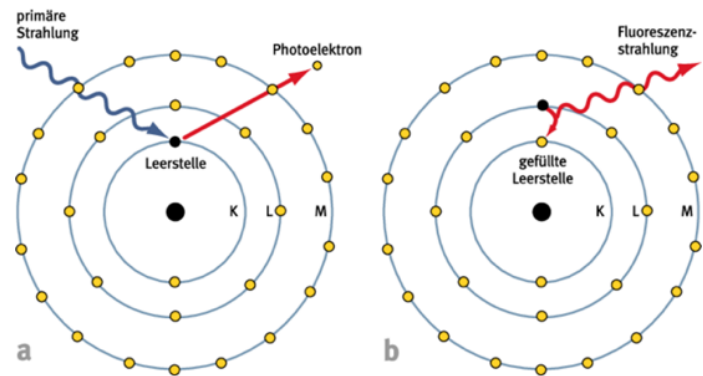 primäre
Strahlung
Photoelektron
Leerstelle
K
L
M
a
Fluoreszenz-
strahlung
gefüllte
Leerstelle
K
L
M
b